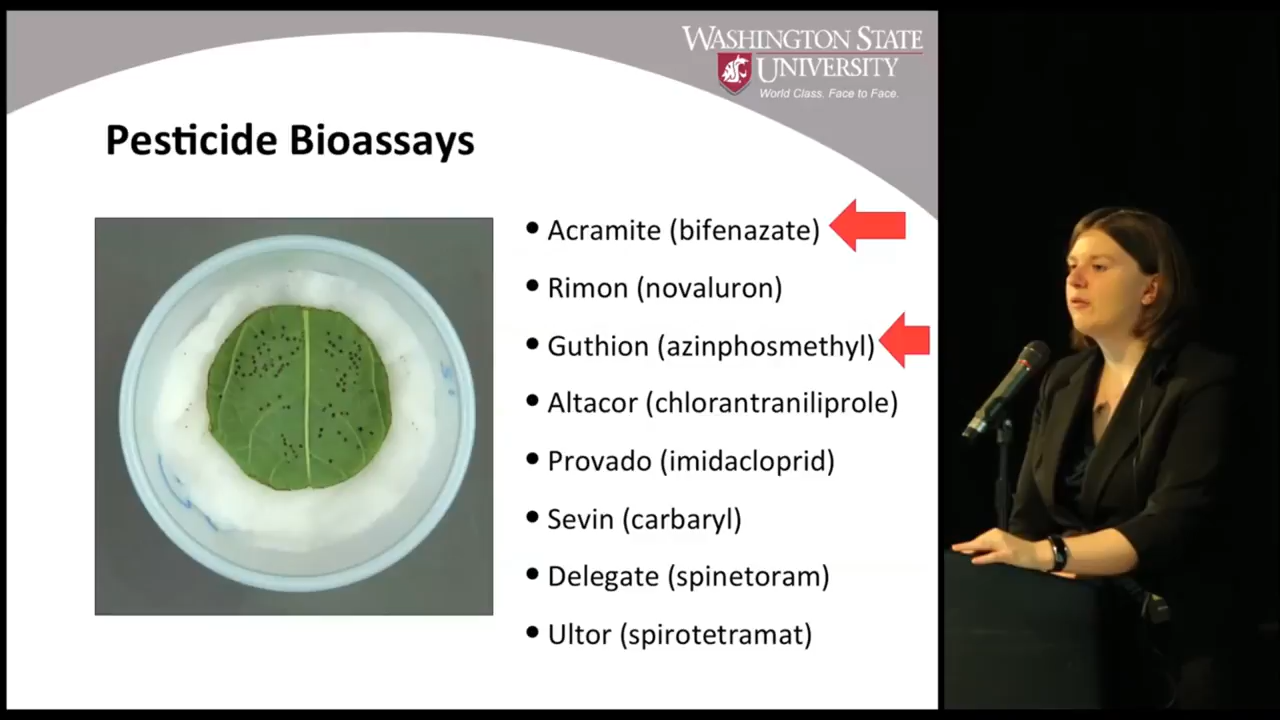 WASHINGTON STATE
UNIVERSITY
World Class. Face to Face.
Pesticide Bioassays
• Acramite (bifenazate)
• Rimon (novaluron)
• Guthion (azinphosmethyl)
• Altacor (chlorantraniliprole)
• Provado (imidacloprid)
• Sevin (carbaryl)
• Delegate (spinetoram)
• Ultor (spirotetramat)